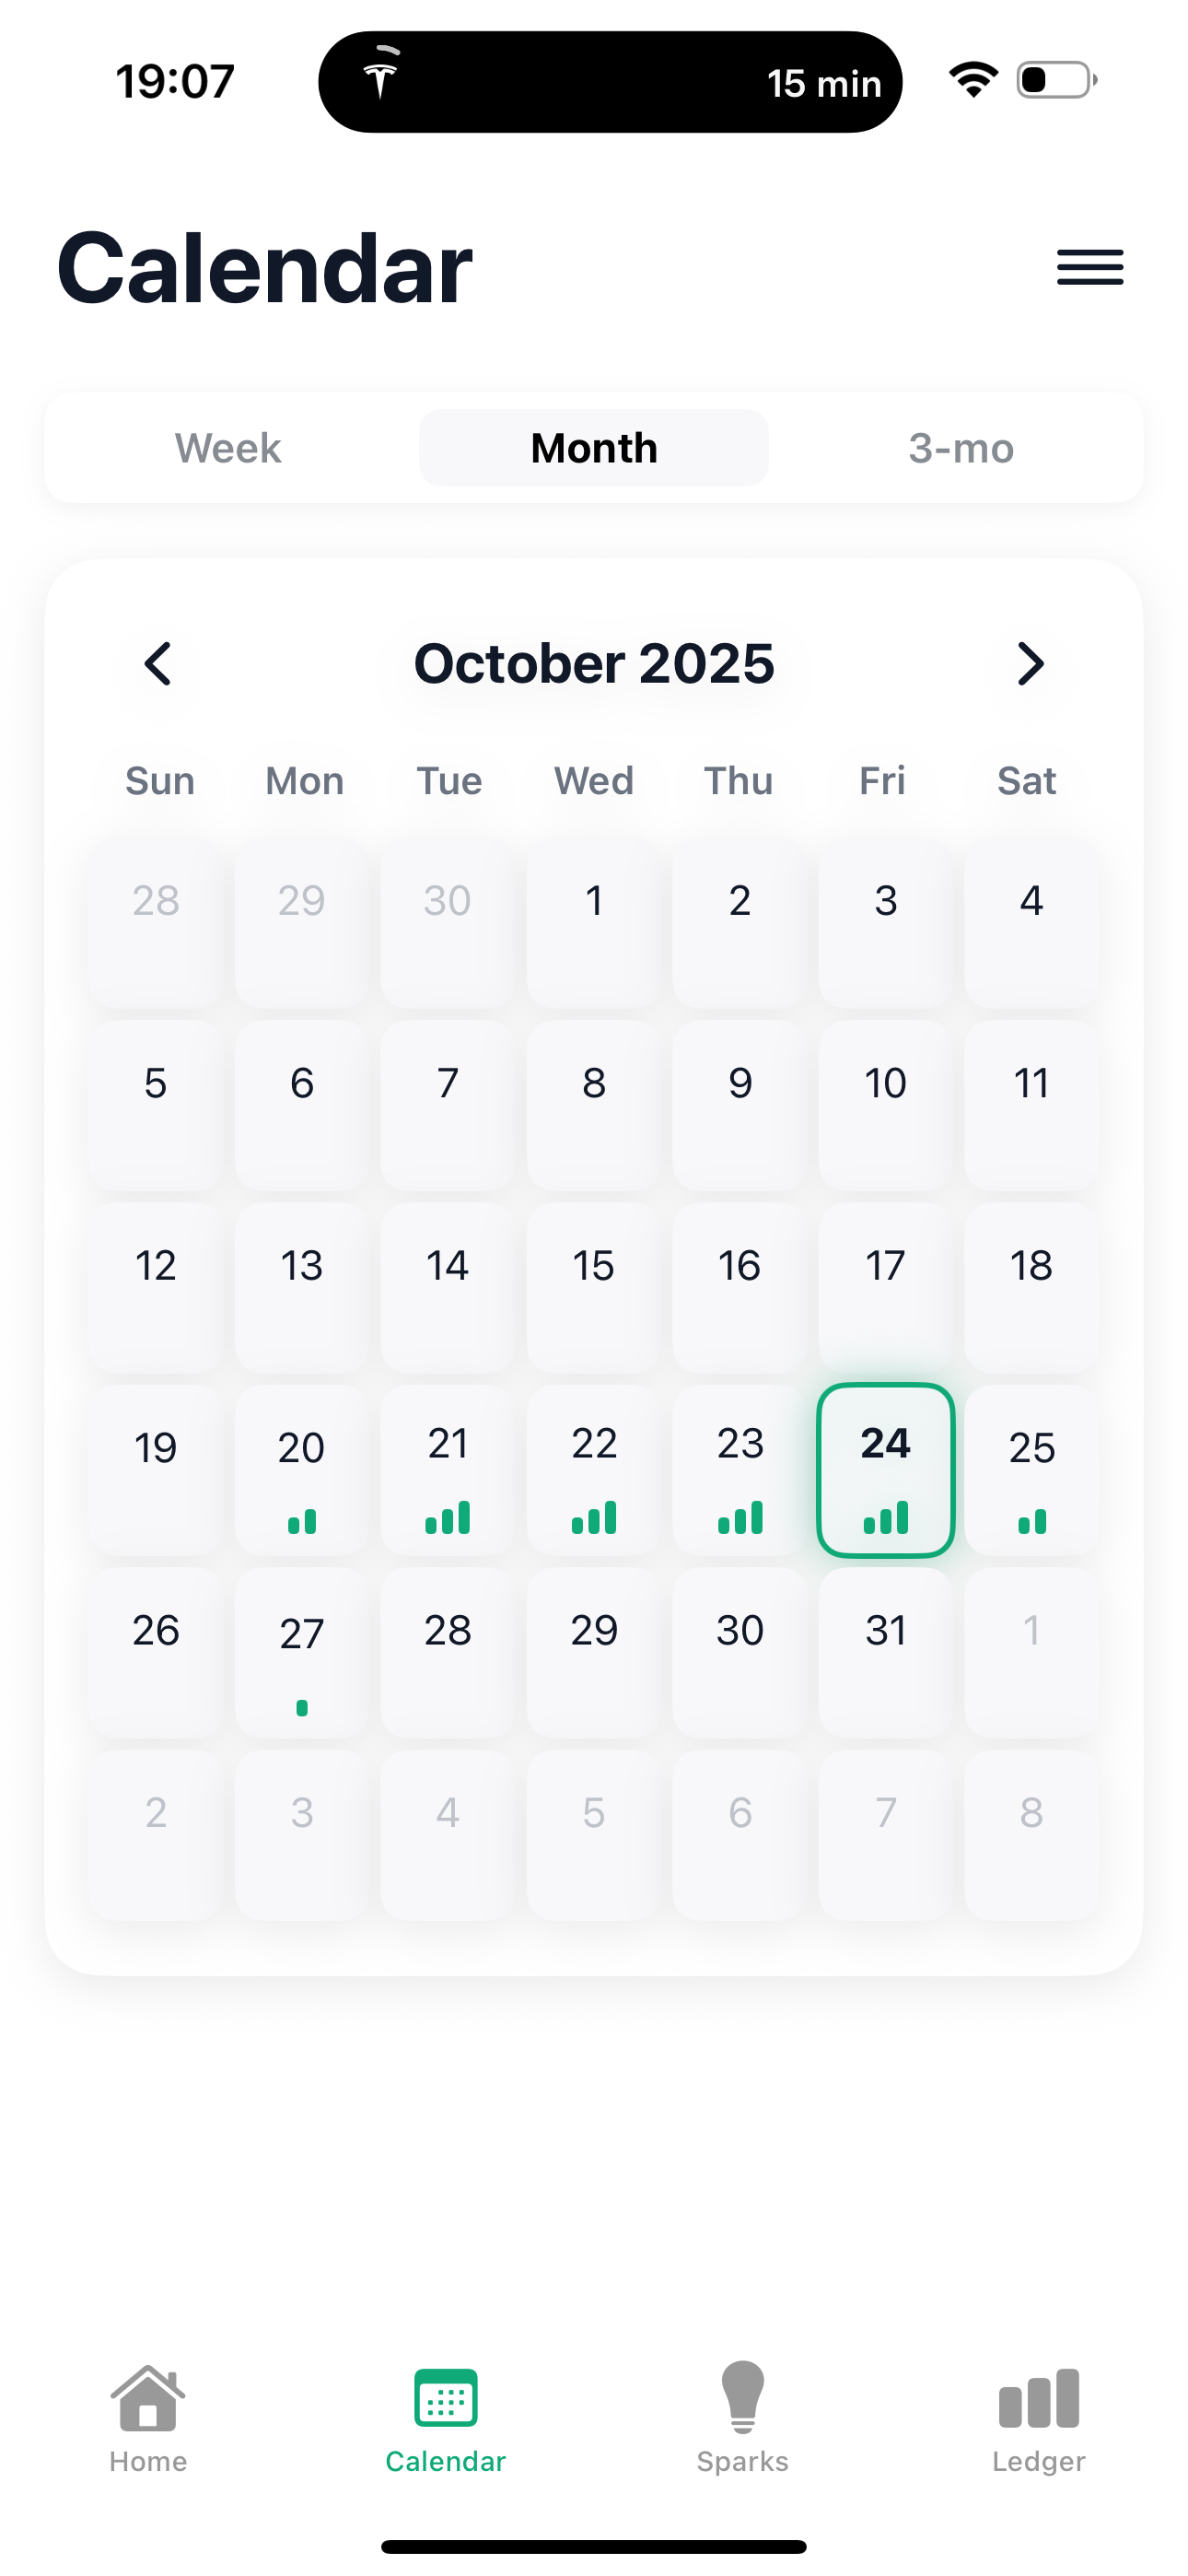 19:07
15 min
Calendar
Week Month 3-mo
October 2025
Sun Mon Tue Wed Thu Fri Sat
28 29 30 1 2 3 4
5 6 7 8 9 10 11
12 13 14 15 16 17 18
19 20 21 22 23 24 25
26 27 28 29 30 31 1
2 3 4 5 6 7 8
Home Calendar Sparks Ledger